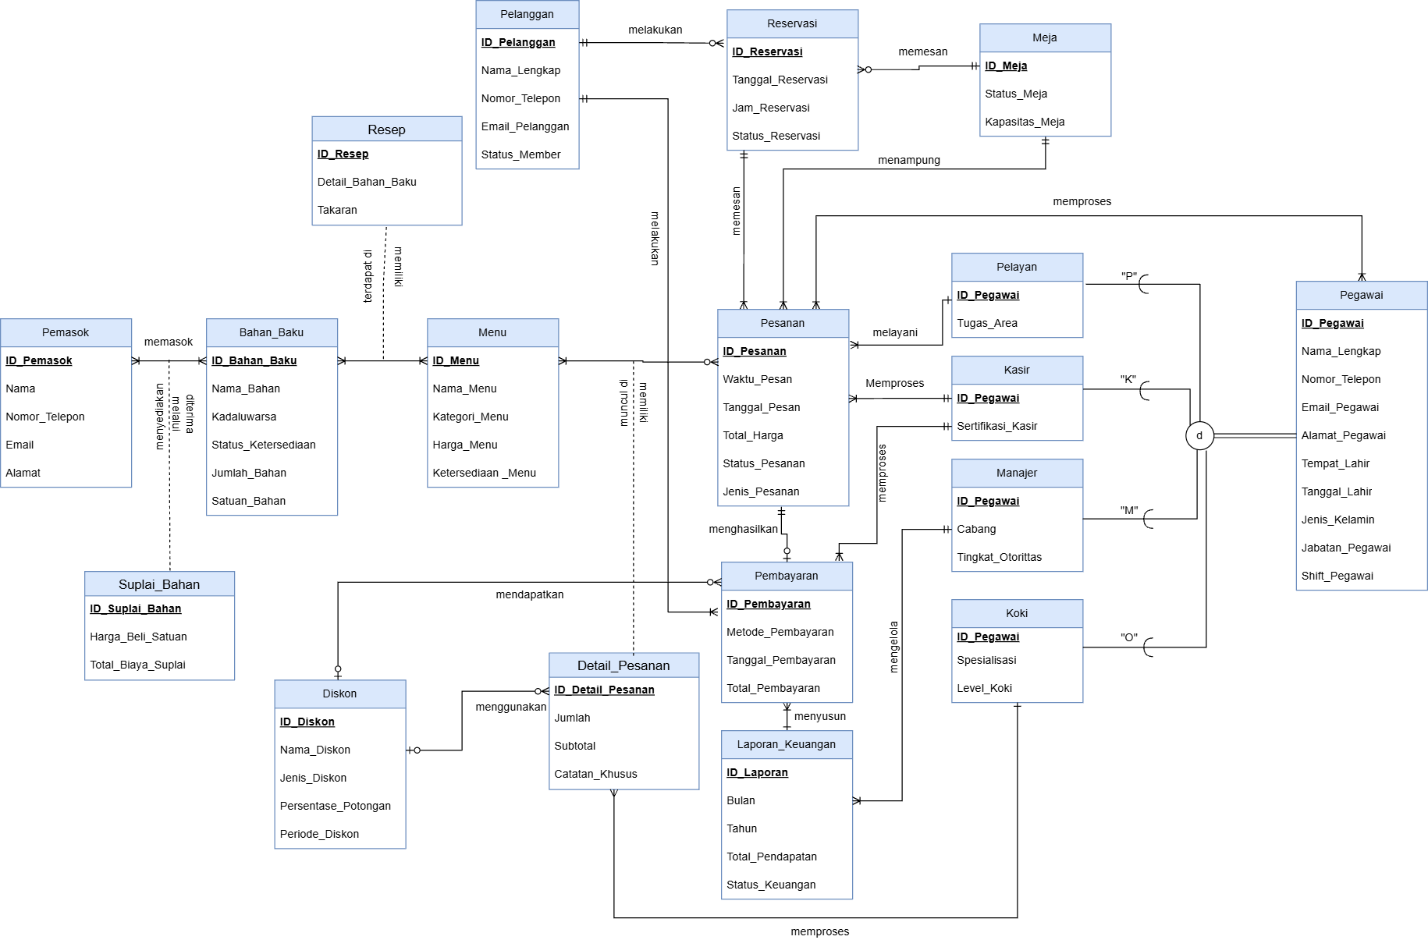 Pelanggan
ID_Pelanggan
Nama_Lengkap
Nomor_Telepon
Email_Pelanggan
Status_Member
melakukan
Reservasi
ID_Reservasi
Tanggal_Reservasi
Jam_Reservasi
Status_Reservasi
memesan
Meja
ID_Meja
Status_Meja
Kapasitas_Meja
Resep
ID_Resep
Detail_Bahan_Baku
Takaran
menampung
memesan
memproses
melakukan
terdapat di
memiliki
Pelayan
ID_Pegawai
Tugas_Area
"P"
Pegawai
ID_Pegawai
Nama_Lengkap
Nomor_Telepon
Email_Pegawai
Alamat_Pegawai
Tempat_Lahir
Tanggal_Lahir
Jenis_Kelamin
Jabatan_Pegawai
Shift_Pegawai
Pemasok
ID_Pemasok
Nama
Nomor_Telepon
Email
Alamat
memasok
menyediakan
diterima
melalui
Bahan_Baku
ID_Bahan_Baku
Nama_Bahan
Kadaluwarsa
Status_Ketersediaan
Jumlah_Bahan
Satuan_Bahan
Menu
ID_Menu
Nama_Menu
Kategori_Menu
Harga_Menu
Ketersediaan _Menu
muncul di
memiliki
Pesanan
ID_Pesanan
Waktu_Pesan
Tanggal_Pesan
Total_Harga
Status_Pesanan
Jenis_Pesanan
melayani
Memproses
Kasir
ID_Pegawai
Sertifikasi_Kasir
"K"
d
memproses
Manajer
ID_Pegawai
Cabang
Tingkat_Otorittas
"M"
menghasilkan
Suplai_Bahan
ID_Suplai_Bahan
Harga_Beli_Satuan
Total_Biaya_Suplai
mendapatkan
Pembayaran
ID_Pembayaran
Metode_Pembayaran
Tanggal_Pembayaran
Total_Pembayaran
mengelola
Koki
ID_Pegawai
Spesialisasi
Level_Koki
"O"
Diskon
ID_Diskon
Nama_Diskon
Jenis_Diskon
Persentase_Potongan
Periode_Diskon
menggunakan
Detail_Pesanan
ID_Detail_Pesanan
Jumlah
Subtotal
Catatan_Khusus
menyusun
Laporan_Keuangan
ID_Laporan
Bulan
Tahun
Total_Pendapatan
Status_Keuangan
memproses